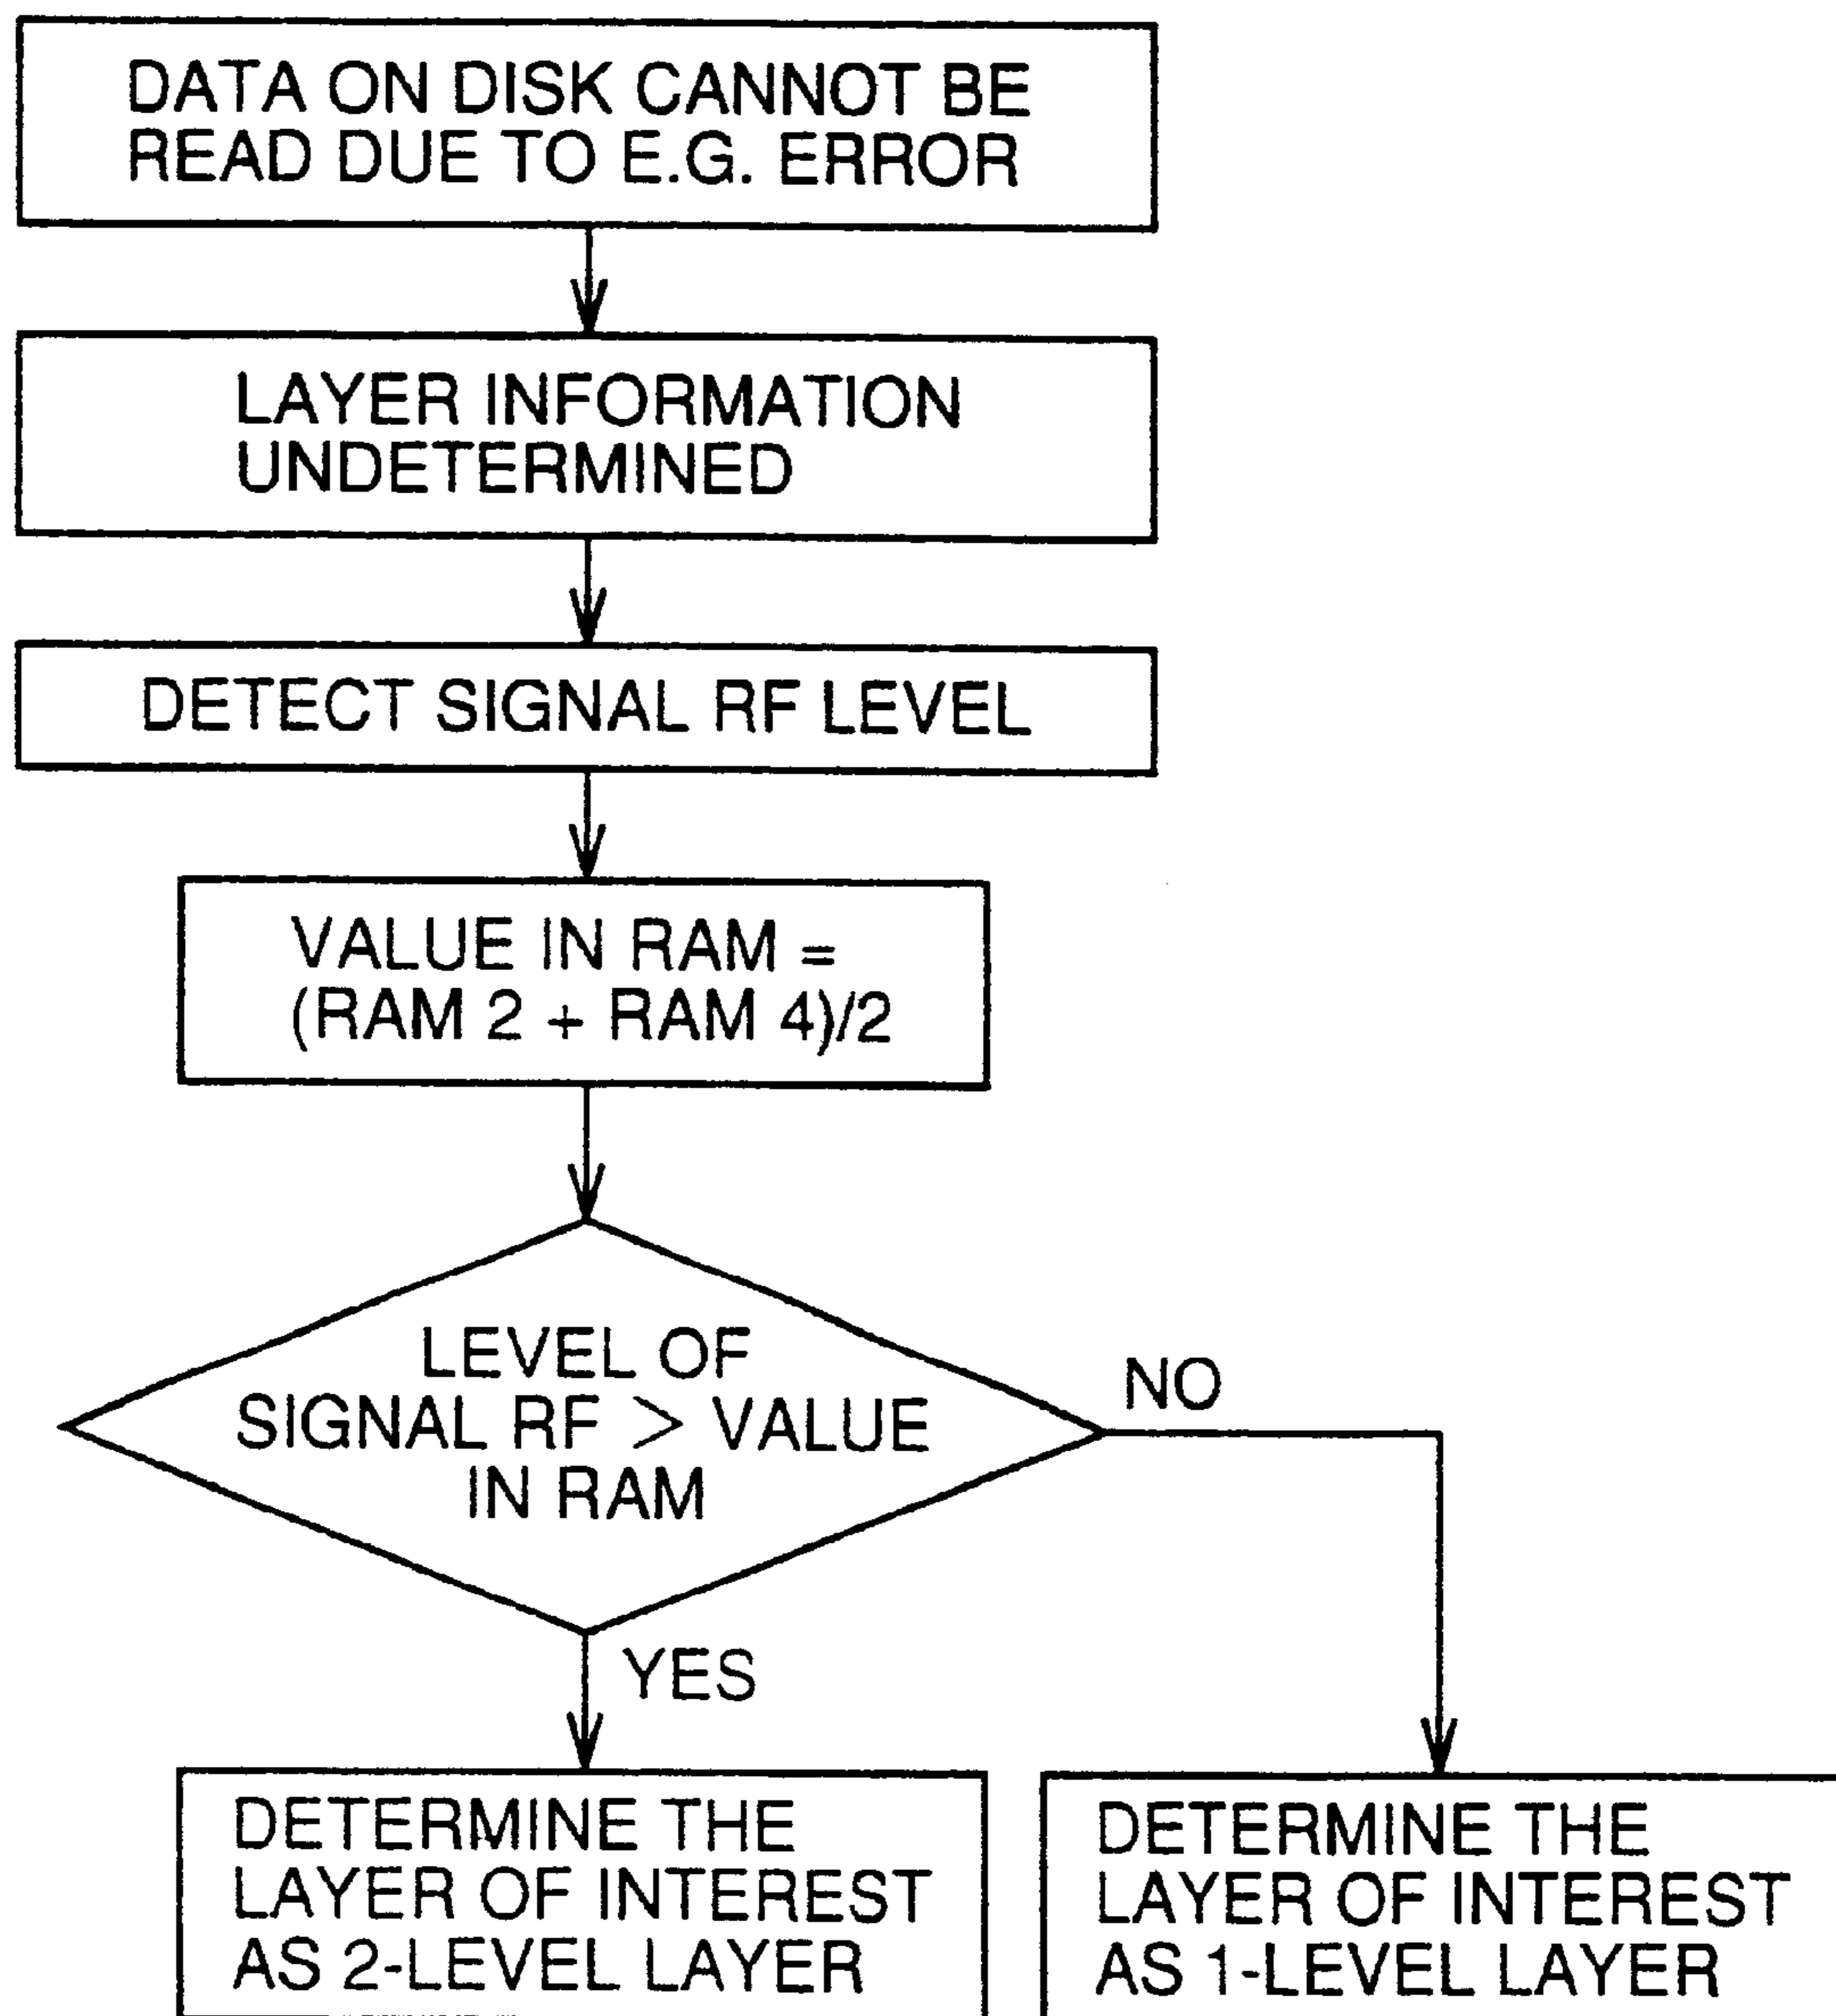 DATA ON DISK CANNOT BE
READ DUE TO E.G. ERROR
LAYER INFORMATION
UNDETERMINED
DETECT SIGNAL RF LEVEL
VALUE IN RAM =
(RAM 2 + RAM 4)/2
LEVEL OF
SIGNAL RF > VALUE
IN RAM
NO
YES
DETERMINE THE
LAYER OF INTEREST
AS 2-LEVEL LAYER
DETERMINE THE
LAYER OF INTEREST
AS 1-LEVEL LAYER